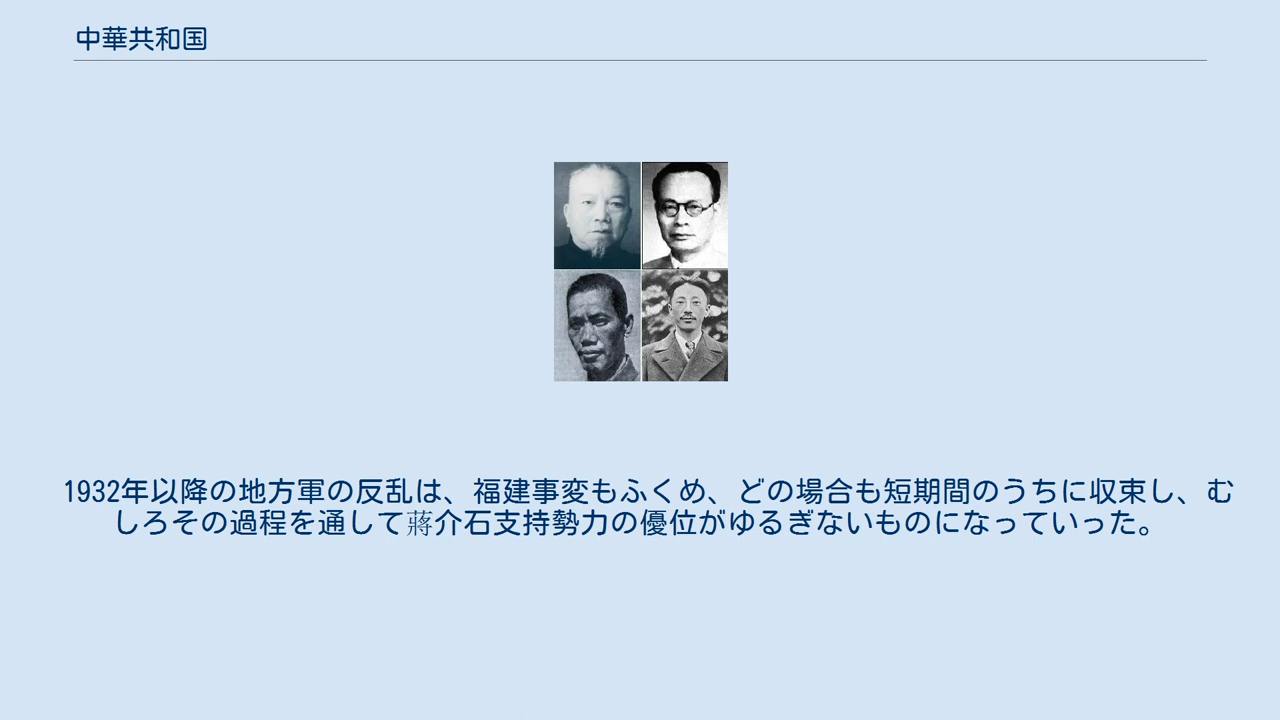 中華共和国
1932年以降の地方軍の反乱は、福建事変もふくめ、どの場合も短期間のうちに収束し、む
しろその過程を通して蔣介石支持勢力の優位がゆるぎないものになっていった。